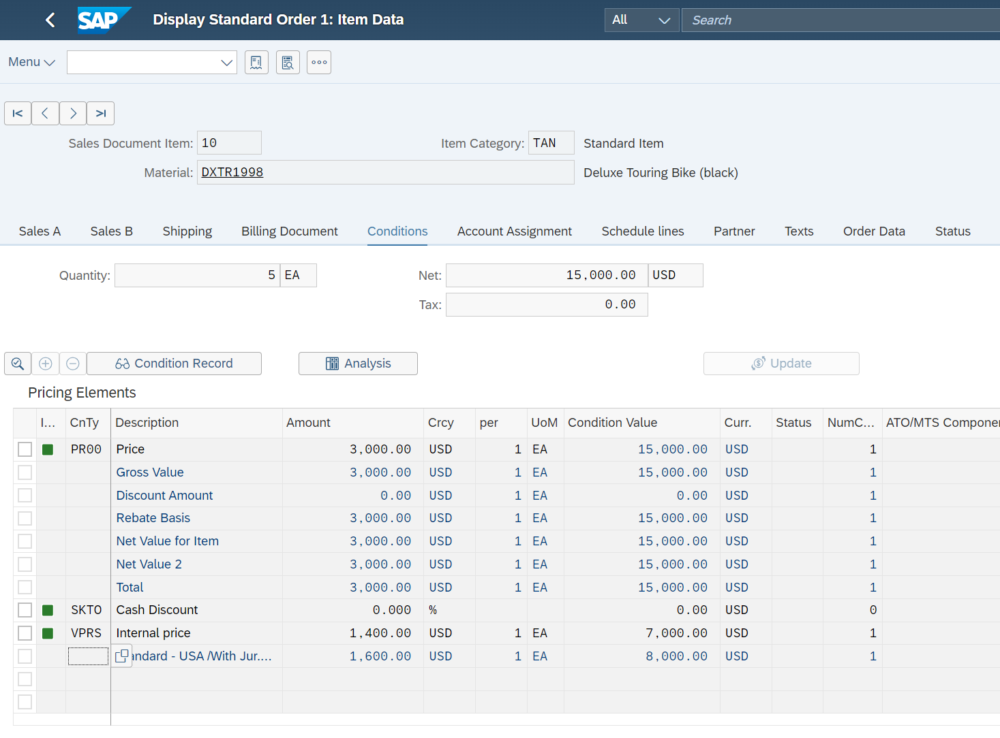 SAP Display Standard Order 1: Item Data All Search
Menu
Sales Document Item: 10 Item Category: TAN Standard Item
Material: DXTR1998 Deluxe Touring Bike (black)
Sales A Sales B Shipping Billing Document Conditions Account Assignment Schedule lines Partner Texts Order Data Status
Quantity: 5 EA Net: 15,000.00 USD
Tax: 0.00
Condition Record Analysis Update
Pricing Elements
I... CnTy Description Amount Crcy per UoM Condition Value Curr. Status NumC... ATO/MTS Componen
PR00 Price 3,000.00 USD 1 EA 15,000.00 USD 1
Gross Value 3,000.00 USD 1 EA 15,000.00 USD 1
Discount Amount 0.00 USD 1 EA 0.00 USD 1
Rebate Basis 3,000.00 USD 1 EA 15,000.00 USD 1
Net Value for Item 3,000.00 USD 1 EA 15,000.00 USD 1
Net Value 2 3,000.00 USD 1 EA 15,000.00 USD 1
Total 3,000.00 USD 1 EA 15,000.00 USD 1
SKTO Cash Discount 0.000 % 0.00 USD 0
VPRS Internal price 1,400.00 USD 1 EA 7,000.00 USD 1
andard - USA /With Jur.... 1,600.00 USD 1 EA 8,000.00 USD 1